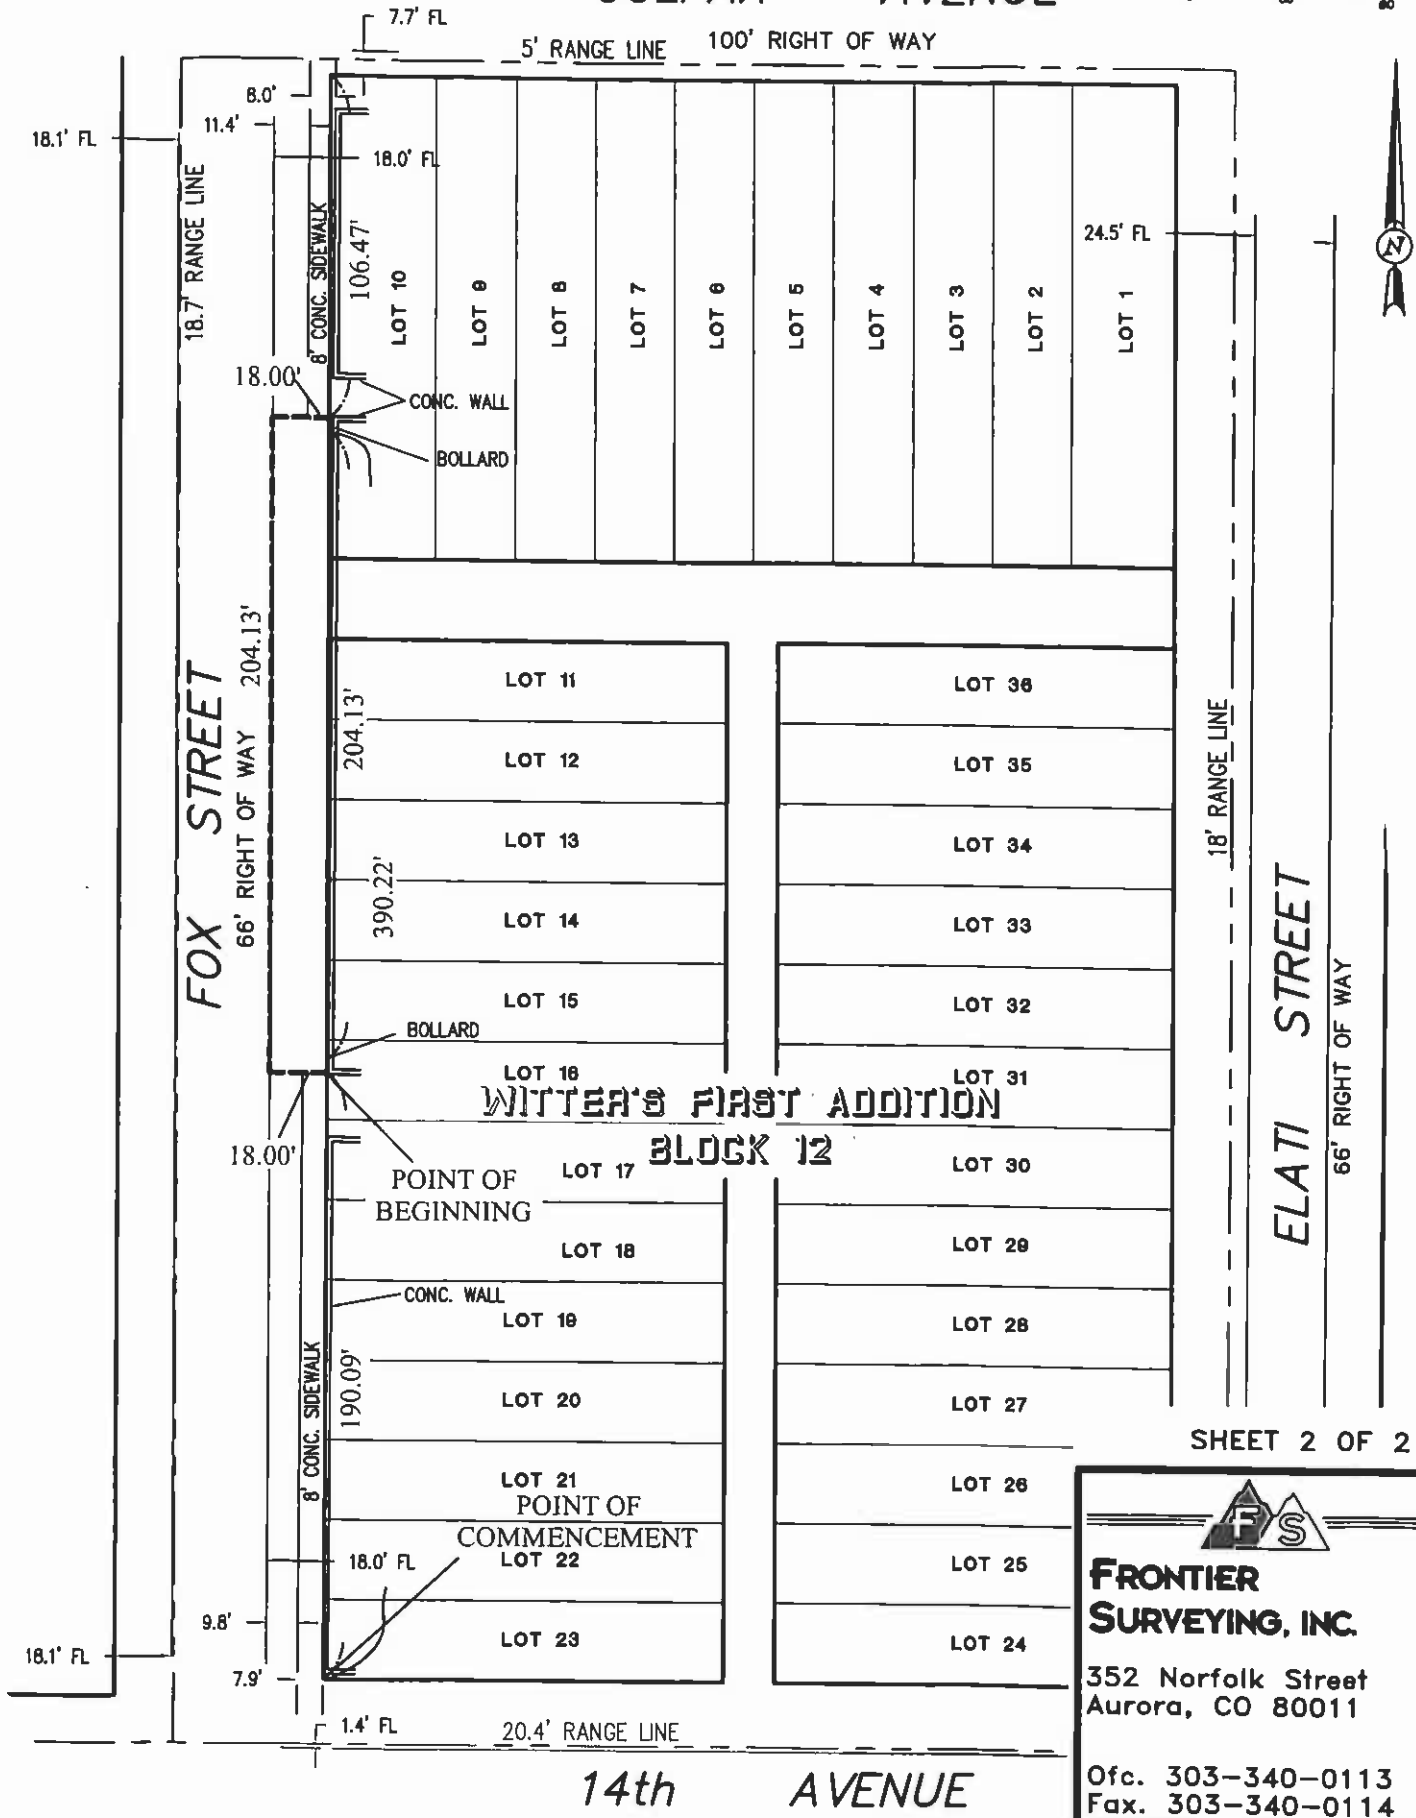 7.7' FL
5' RANGE LINE
100' RIGHT OF WAY
8.0'
11.4'
18.1' FL
18.0' FL
18.7' RANGE LINE
8' CONC. SIDEWALK
106.47'
24.5' FL
N
LOT 10
LOT 9
LOT 8
LOT 7
LOT 6
LOT 5
LOT 4
LOT 3
LOT 2
LOT 1
18.00'
CONC. WALL
BOLLARD
FOX STREET
66' RIGHT OF WAY
204.13'
204.13'
390.22'
LOT 11
LOT 12
LOT 13
LOT 14
LOT 15
LOT 16
LOT 36
LOT 35
LOT 34
LOT 33
LOT 32
LOT 31
18' RANGE LINE
ELATI STREET
66' RIGHT OF WAY
BOLLARD
WITTER'S FIRST ADDITION
BLOCK 12
18.00'
POINT OF
BEGINNING
LOT 17
LOT 18
CONC. WALL
LOT 19
LOT 20
LOT 21
POINT OF
COMMENCEMENT
LOT 22
LOT 23
LOT 30
LOT 29
LOT 28
LOT 27
LOT 26
LOT 25
LOT 24
8' CONC. SIDEWALK
190.09'
18.0' FL
9.8'
18.1' FL
7.9'
1.4' FL
20.4' RANGE LINE
14th AVENUE
SHEET 2 OF 2
FS
FRONTIER
SURVEYING, INC.
352 Norfolk Street
Aurora, CO 80011
Ofc. 303-340-0113
Fax. 303-340-0114